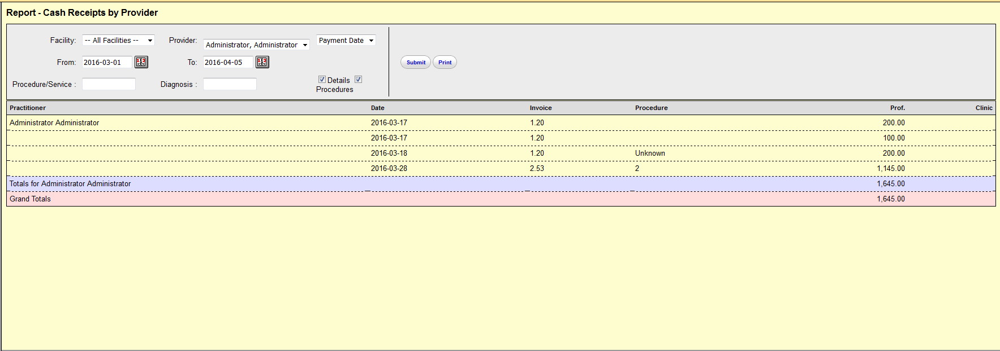 Report - Cash Receipts by Provider
Facility: -- All Facilities -- Provider: Administrator, Administrator Payment Date
From: 2016-03-01 To: 2016-04-05 Submit Print
Procedure/Service : Diagnosis : Details
Procedures
Practitioner Date Invoice Procedure Prof. Clinic
Administrator Administrator 2016-03-17 1.20 200.00
2016-03-17 1.20 100.00
2016-03-18 1.20 Unknown 200.00
2016-03-28 2.53 2 1,145.00
Totals for Administrator Administrator 1,645.00
Grand Totals 1,645.00